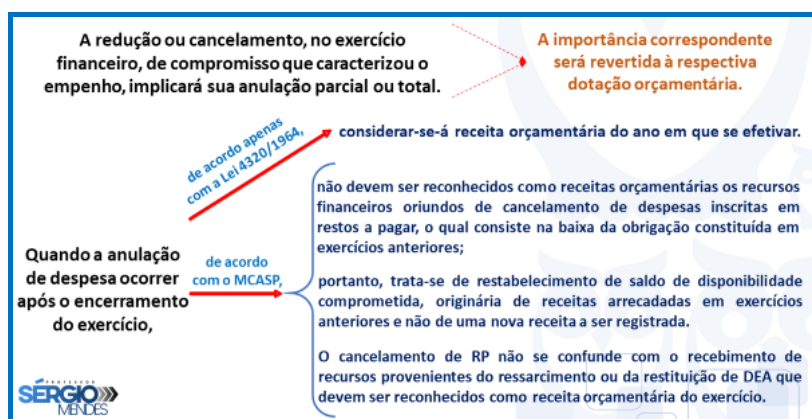 A redução ou cancelamento, no exercício
financeiro, de compromisso que caracterizou o
empenho, implicará sua anulação parcial ou total.
A importância correspondente
será revertida à respectiva
dotação orçamentária.
de acordo apenas
com a Lei 4320/1964,
considerar-se-á receita orçamentária do ano em que se efetivar.
Quando a anulação
de despesa ocorrer
após o encerramento
do exercício,
de acordo
com o MCASP,
não devem ser reconhecidos como receitas orçamentárias os recursos
financeiros oriundos de cancelamento de despesas inscritas em
restos a pagar, o qual consiste na baixa da obrigação constituída em
exercícios anteriores;
portanto, trata-se de restabelecimento de saldo de disponibilidade
comprometida, originária de receitas arrecadadas em exercícios
anteriores e não de uma nova receita a ser registrada.
O cancelamento de RP não se confunde com o recebimento de
recursos provenientes do ressarcimento ou da restituição de DEA que
devem ser reconhecidos como receita orçamentária do exercício.
PROFESSOR
SÉRGIO
MENDES